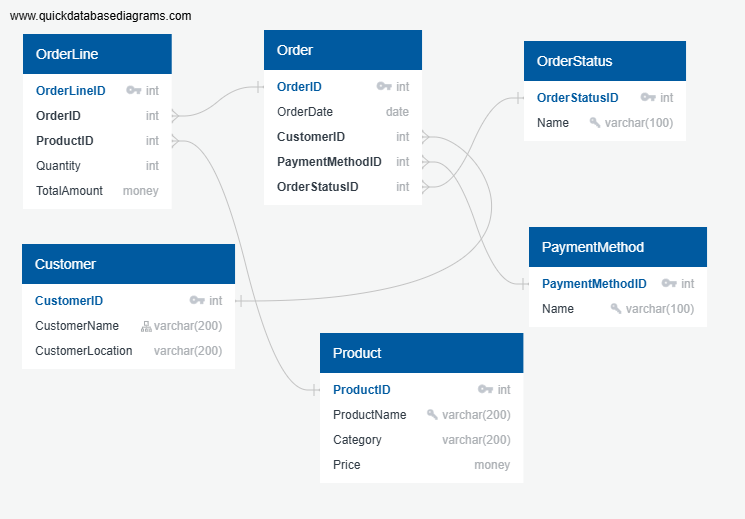 www.quickdatabasediagrams.com
OrderLine
OrderLineID int
OrderID int
ProductID int
Quantity int
TotalAmount money
Order
OrderID int
OrderDate date
CustomerID int
PaymentMethodID int
OrderStatusID int
OrderStatus
OrderStatusID int
Name varchar(100)
Customer
CustomerID int
CustomerName varchar(200)
CustomerLocation varchar(200)
PaymentMethod
PaymentMethodID int
Name varchar(100)
Product
ProductID int
ProductName varchar(200)
Category varchar(200)
Price money